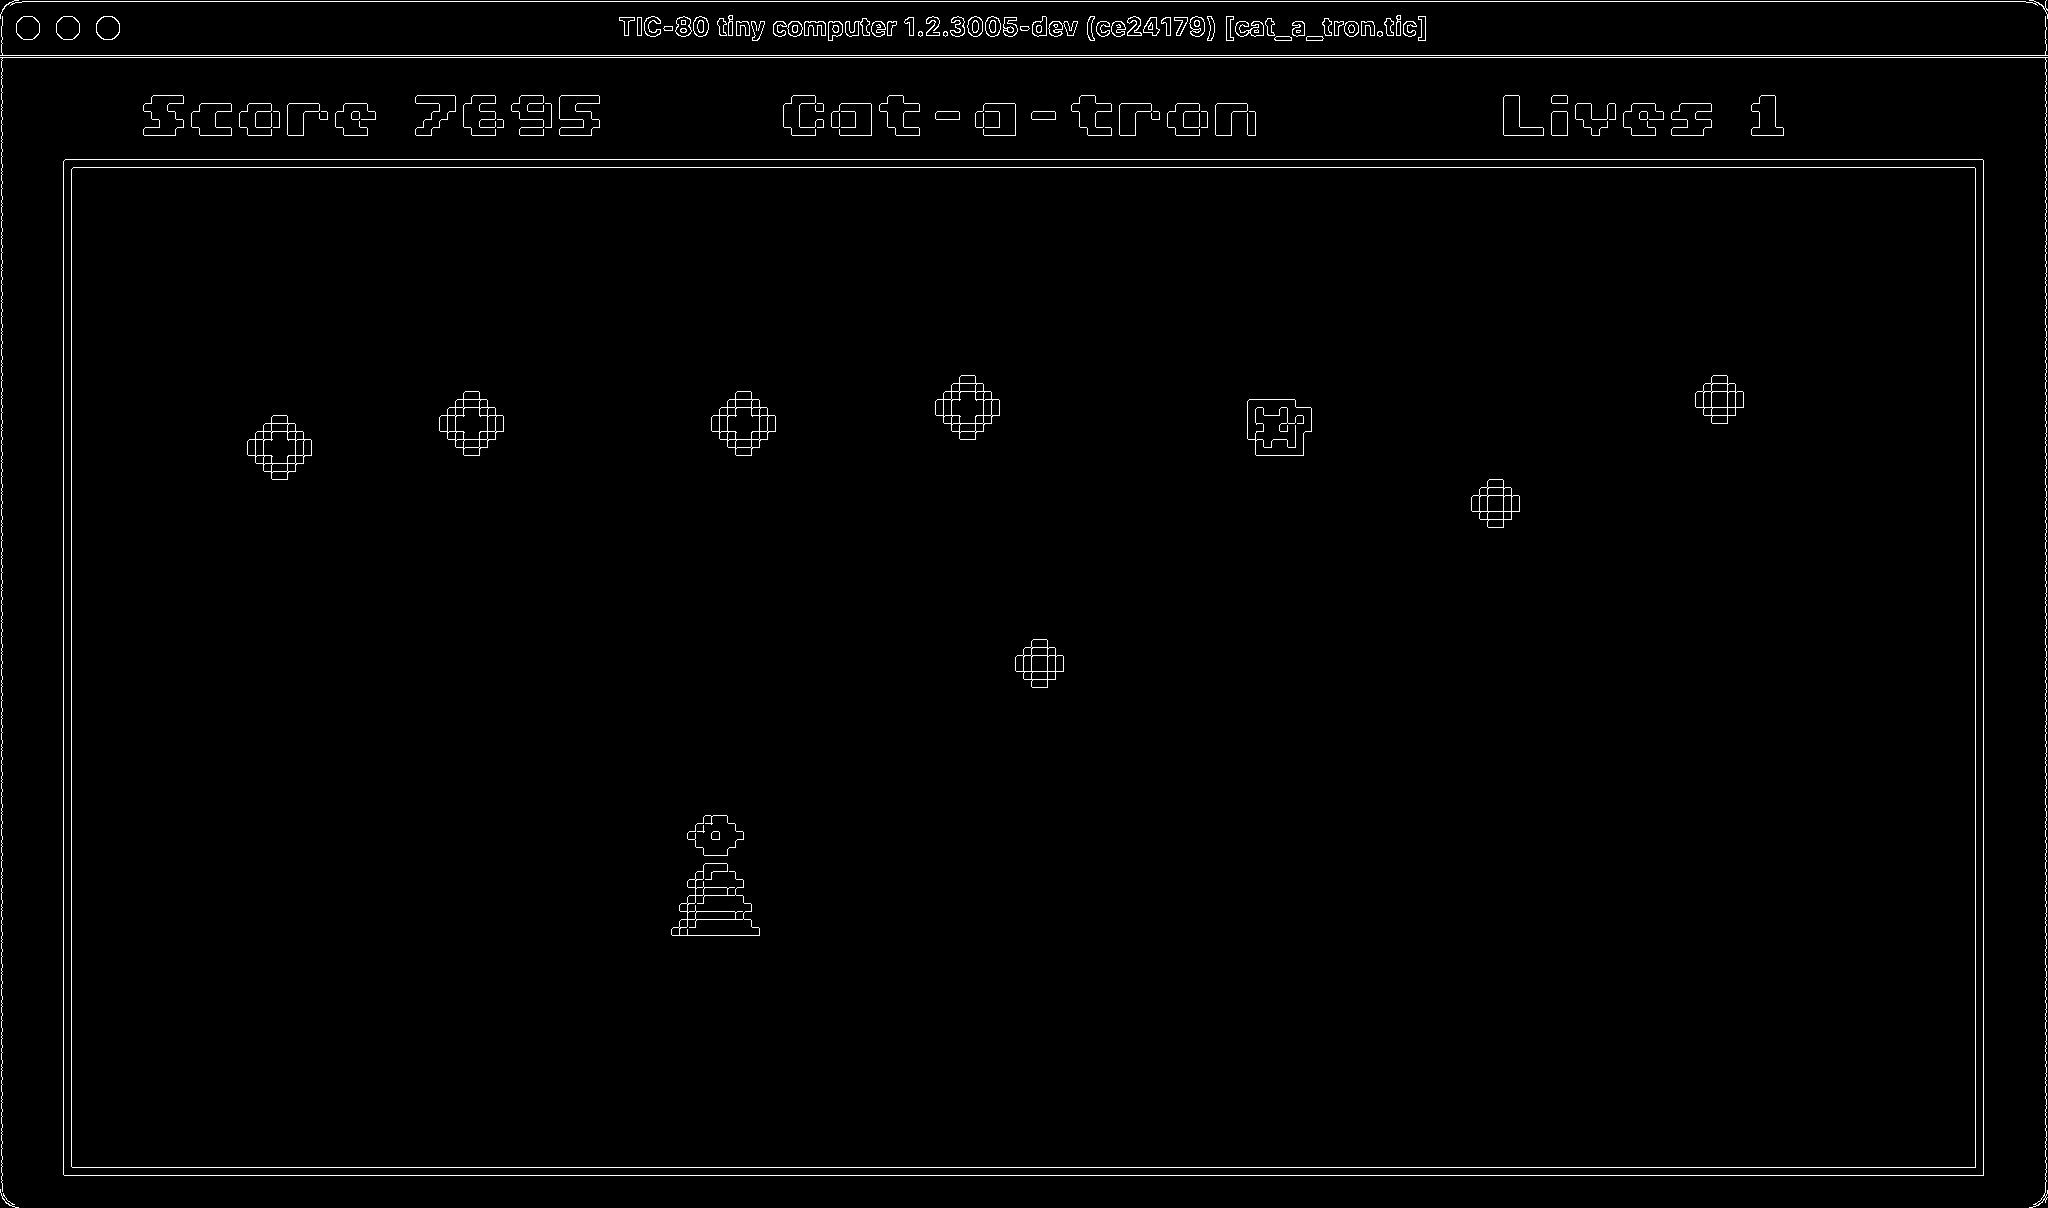 TIC-80 tiny computer 1.2.3005-dev (ce24179) [cat_a_tron.tic]
Score 7695 Cat-a-tron Lives 1